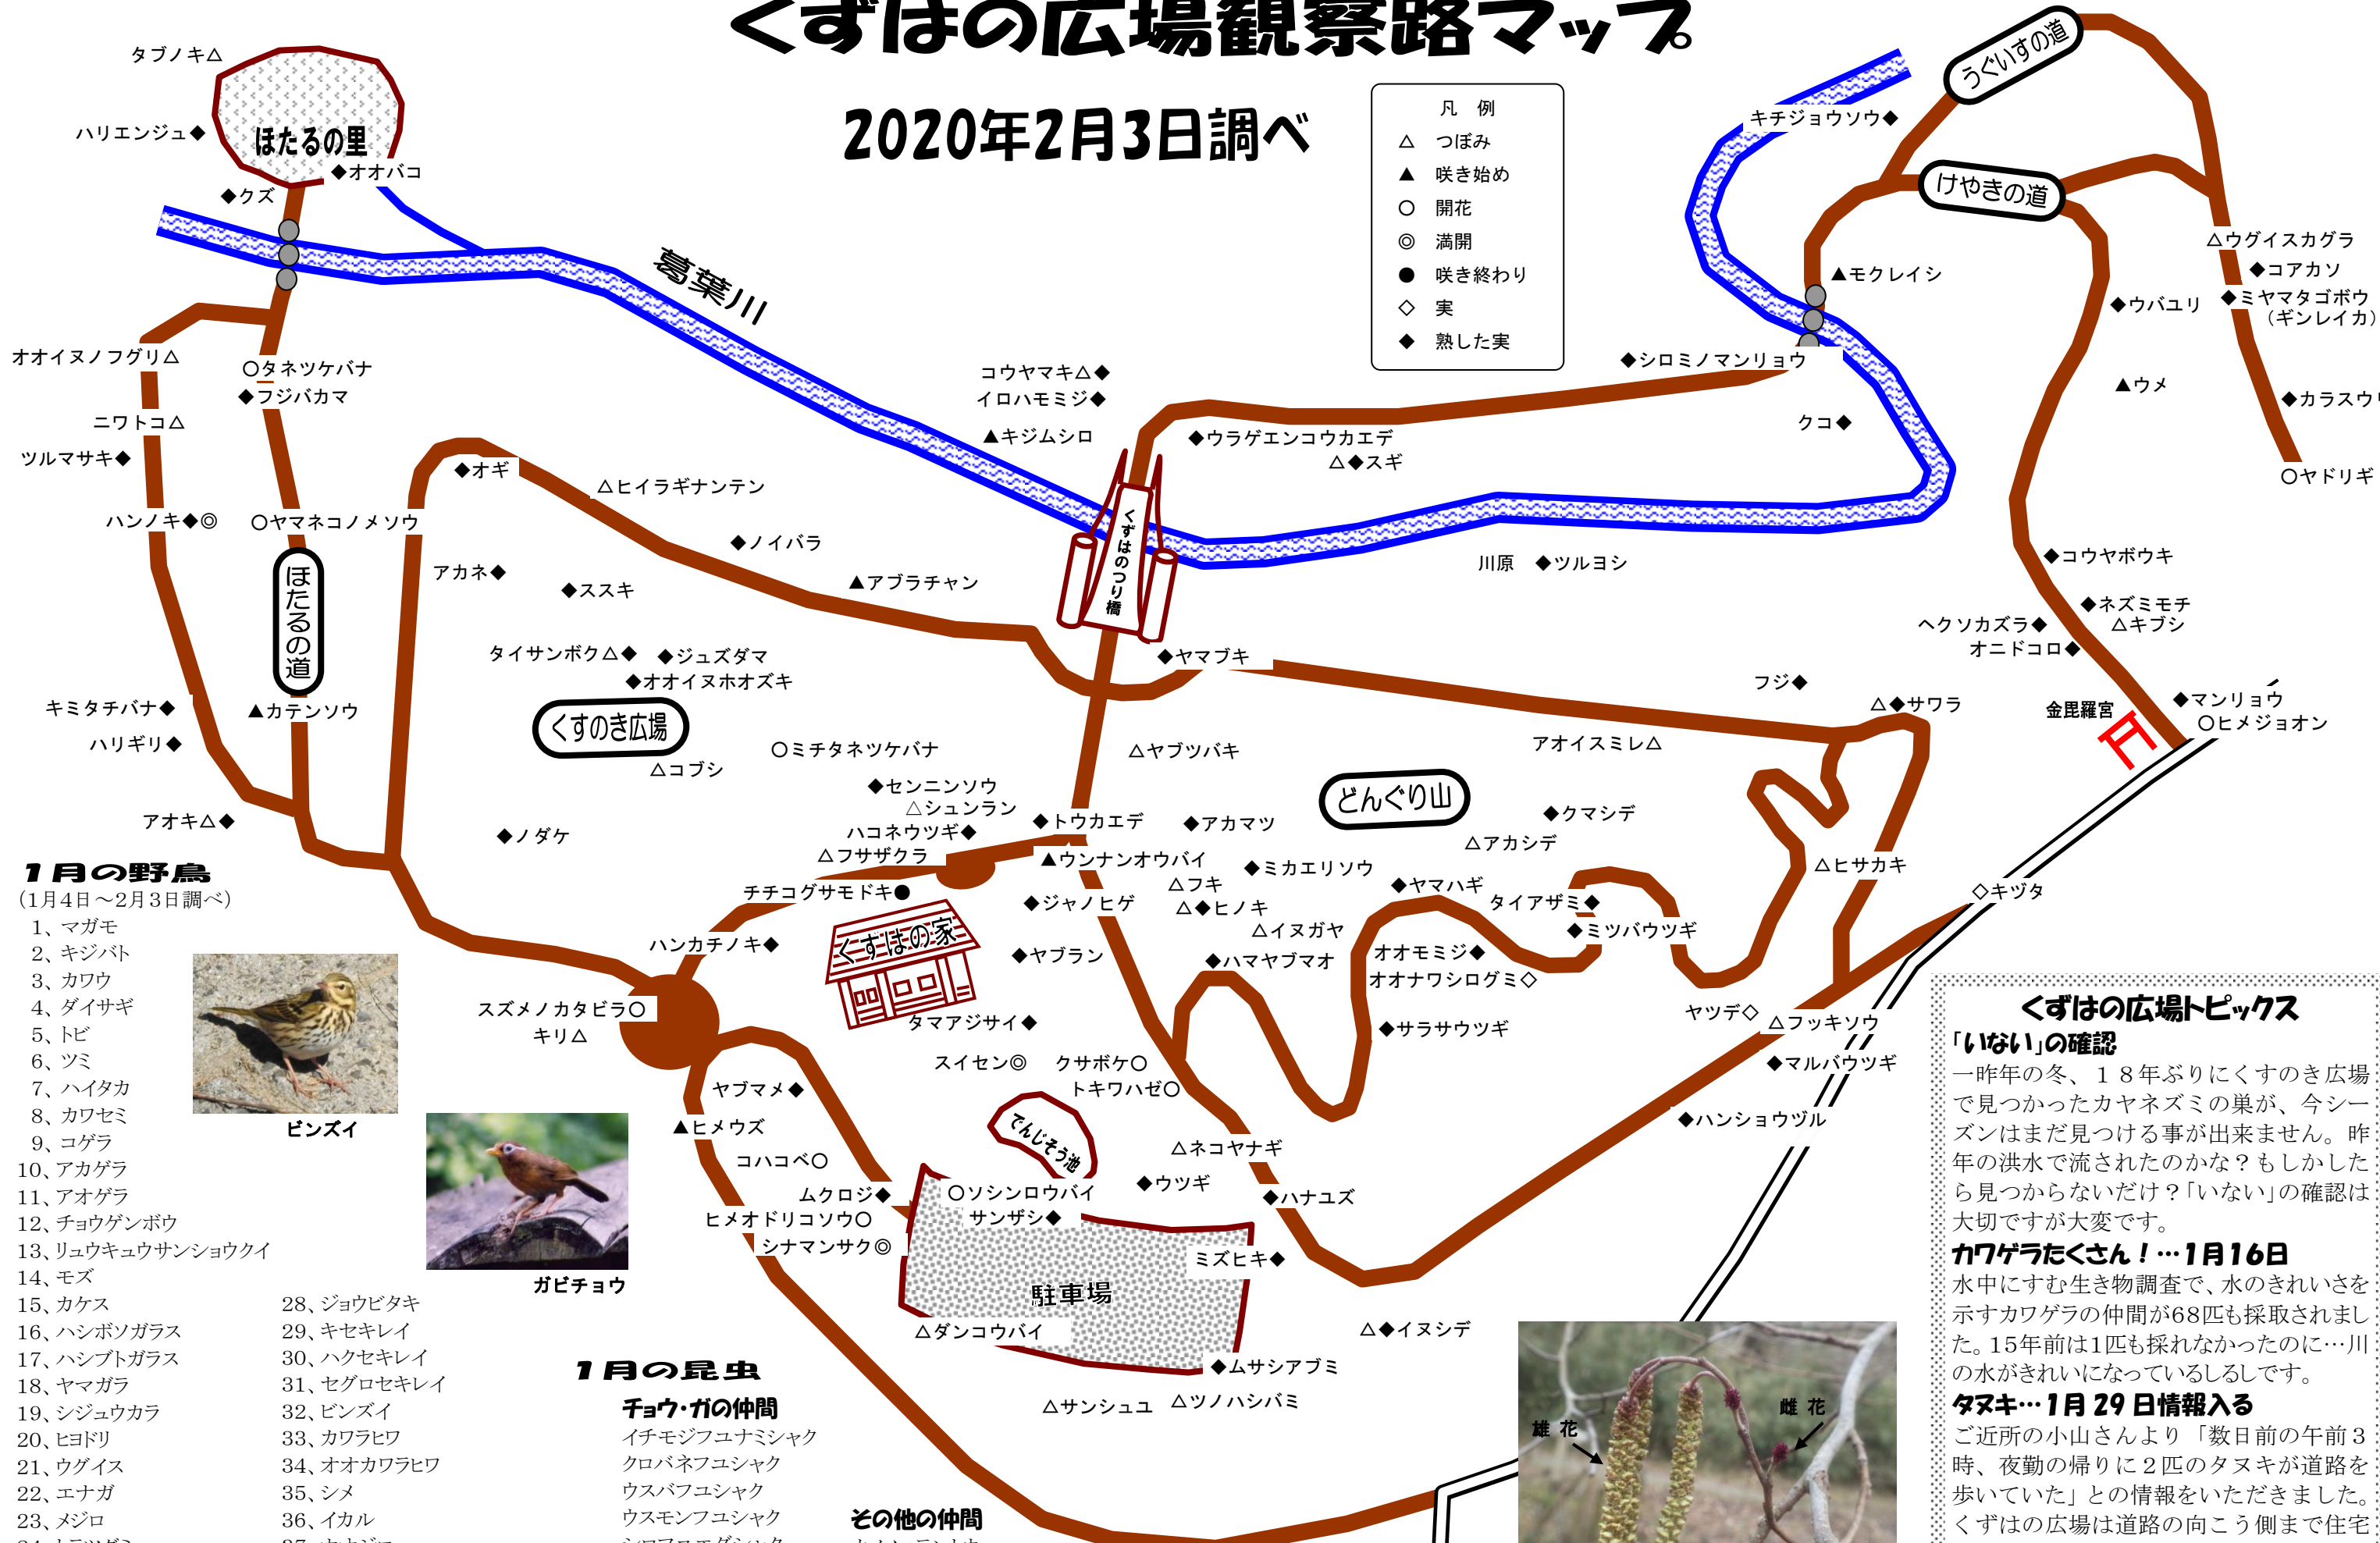 くずはの広場観察路マップ
2020年2月3日調べ
凡 例
△ つぼみ
▲ 咲き始め
○ 開花
◎ 満開
● 咲き終わり
◇ 実
◆ 熟した実
タブノキ△
ハリエンジュ◆
ほたるの里
◆オオバコ
◆クズ
葛葉川
オオイヌノフグリ△
○タネツケバナ
◆フジバカマ
ニワトコ△
ツルマサキ◆
ハンノキ◆◎
○ヤマネコノメソウ
ほたるの道
キミタチバナ◆
▲カテンソウ
ハリギリ◆
アオキ△◆
◆オギ
△ヒイラギナンテン
◆ノイバラ
アカネ◆
◆ススキ
▲アブラチャン
タイサンボク△◆
◆ジュズダマ
◆オオイヌホオズキ
くすのき広場
△コブシ
○ミチタネツケバナ
◆センニンソウ
△シュンラン
ハコネウツギ◆
△フサザクラ
◆ノダケ
チチコグサモドキ●
ハンカチノキ◆
くずはの家
スズメノカタビラ○
キリ△
コウヤマキ△◆
イロハモミジ◆
▲キジムシロ
◆ウラゲエンコウカエデ
△◆スギ
くずはのつり橋
◆ヤマブキ
川原 ◆ツルヨシ
キチジョウソウ◆
うぐいすの道
けやきの道
▲モクレイシ
◆シロミノマンリョウ
クコ◆
△ウグイスカグラ
◆コアカソ
◆ミヤマタゴボウ
(ギンレイカ)
◆ウバユリ
▲ウメ
◆カラスウリ
○ヤドリギ
◆コウヤボウキ
◆ネズミモチ
△キブシ
ヘクソカズラ◆
オニドコロ◆
金毘羅宮
◆マンリョウ
○ヒメジョオン
フジ◆
△◆サワラ
アオイスミレ△
△ヤブツバキ
どんぐり山
◆クマシデ
△アカシデ
◆トウカエデ
◆アカマツ
▲ウンナンオウバイ
◆ミカエリソウ
△フキ
△◆ヒノキ
◆ヤマハギ
タイアザミ◆
◆ミツバウツギ
△ヒサカキ
◇キヅタ
◆ジャノヒゲ
△イヌガヤ
◆ヤブラン
◆ハマヤブマオ
オオモミジ◆
オオナワシログミ◇
◆サラサウツギ
ヤツデ◇
△フッキソウ
◆マルバウツギ
◆ハンショウヅル
タマアジサイ◆
スイセン◎
クサボケ○
トキワハゼ○
でんじそう池
△ネコヤナギ
◆ウツギ
◆ハナユズ
ヤブマメ◆
▲ヒメウズ
コハコベ○
ムクロジ◆
ヒメオドリコソウ○
シナマンサク◎
○ソシンロウバイ
サンザシ◆
ミズヒキ◆
駐車場
△ダンコウバイ
△◆イヌシデ
◆ムサシアブミ
△サンシュユ
△ツノハシバミ
1月の野鳥
(1月4日~2月3日調べ)
1、マガモ
2、キジバト
3、カワウ
4、ダイサギ
5、トビ
6、ツミ
7、ハイタカ
8、カワセミ
9、コゲラ
10、アカゲラ
11、アオゲラ
12、チョウゲンボウ
13、リュウキュウサンショウクイ
14、モズ
15、カケス
16、ハシボソガラス
17、ハシブトガラス
18、ヤマガラ
19、シジュウカラ
20、ヒヨドリ
21、ウグイス
22、エナガ
23、メジロ
28、ジョウビタキ
29、キセキレイ
30、ハクセキレイ
31、セグロセキレイ
32、ビンズイ
33、カワラヒワ
34、オオカワラヒワ
35、シメ
36、イカル
ビンズイ
ガビチョウ
1月の昆虫
チョウ・ガの仲間
イチモジフユナミシャク
クロバネフユシャク
ウスバフユシャク
ウスモンフユシャク
その他の仲間
雄 花
雌 花
くずはの広場トピックス
「いない」の確認
一昨年の冬、18年ぶりにくすのき広場
で見つかったカヤネズミの巣が、今シー
ズンはまだ見つける事が出来ません。昨
年の洪水で流されたのかな?もしかした
ら見つからないだけ?「いない」の確認は
大切ですが大変です。
カワゲラたくさん!…1月16日
水中にすむ生き物調査で、水のきれいさを
示すカワゲラの仲間が68匹も採取されまし
た。15年前は1匹も採れなかったのに…川
の水がきれいになっているしるしです。
タヌキ…1月29日情報入る
ご近所の小山さんより「数日前の午前3
時、夜勤の帰りに2匹のタヌキが道路を
歩いていた」との情報をいただきました。
くずはの広場は道路の向こう側まで住宅